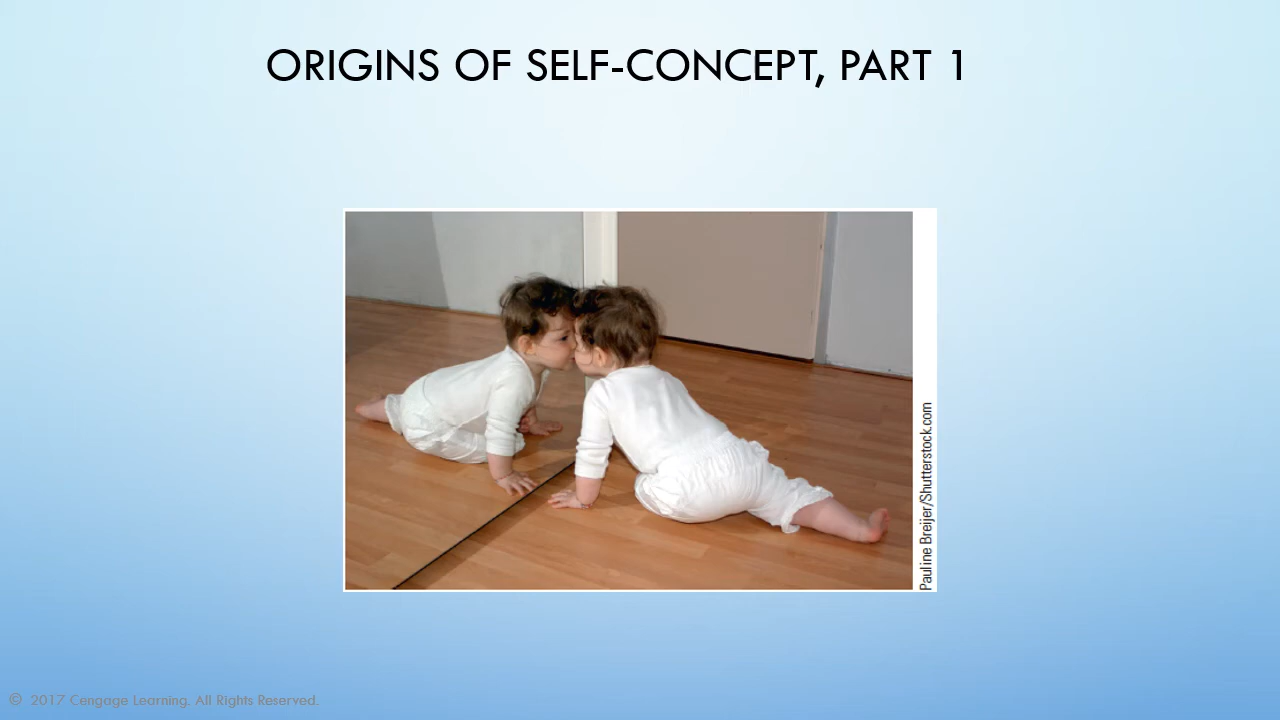 ORIGINS OF SELF-CONCEPT, PART 1
Pauline Breijer/Shutterstock.com
© 2017 Cengage Learning. All Rights Reserved.